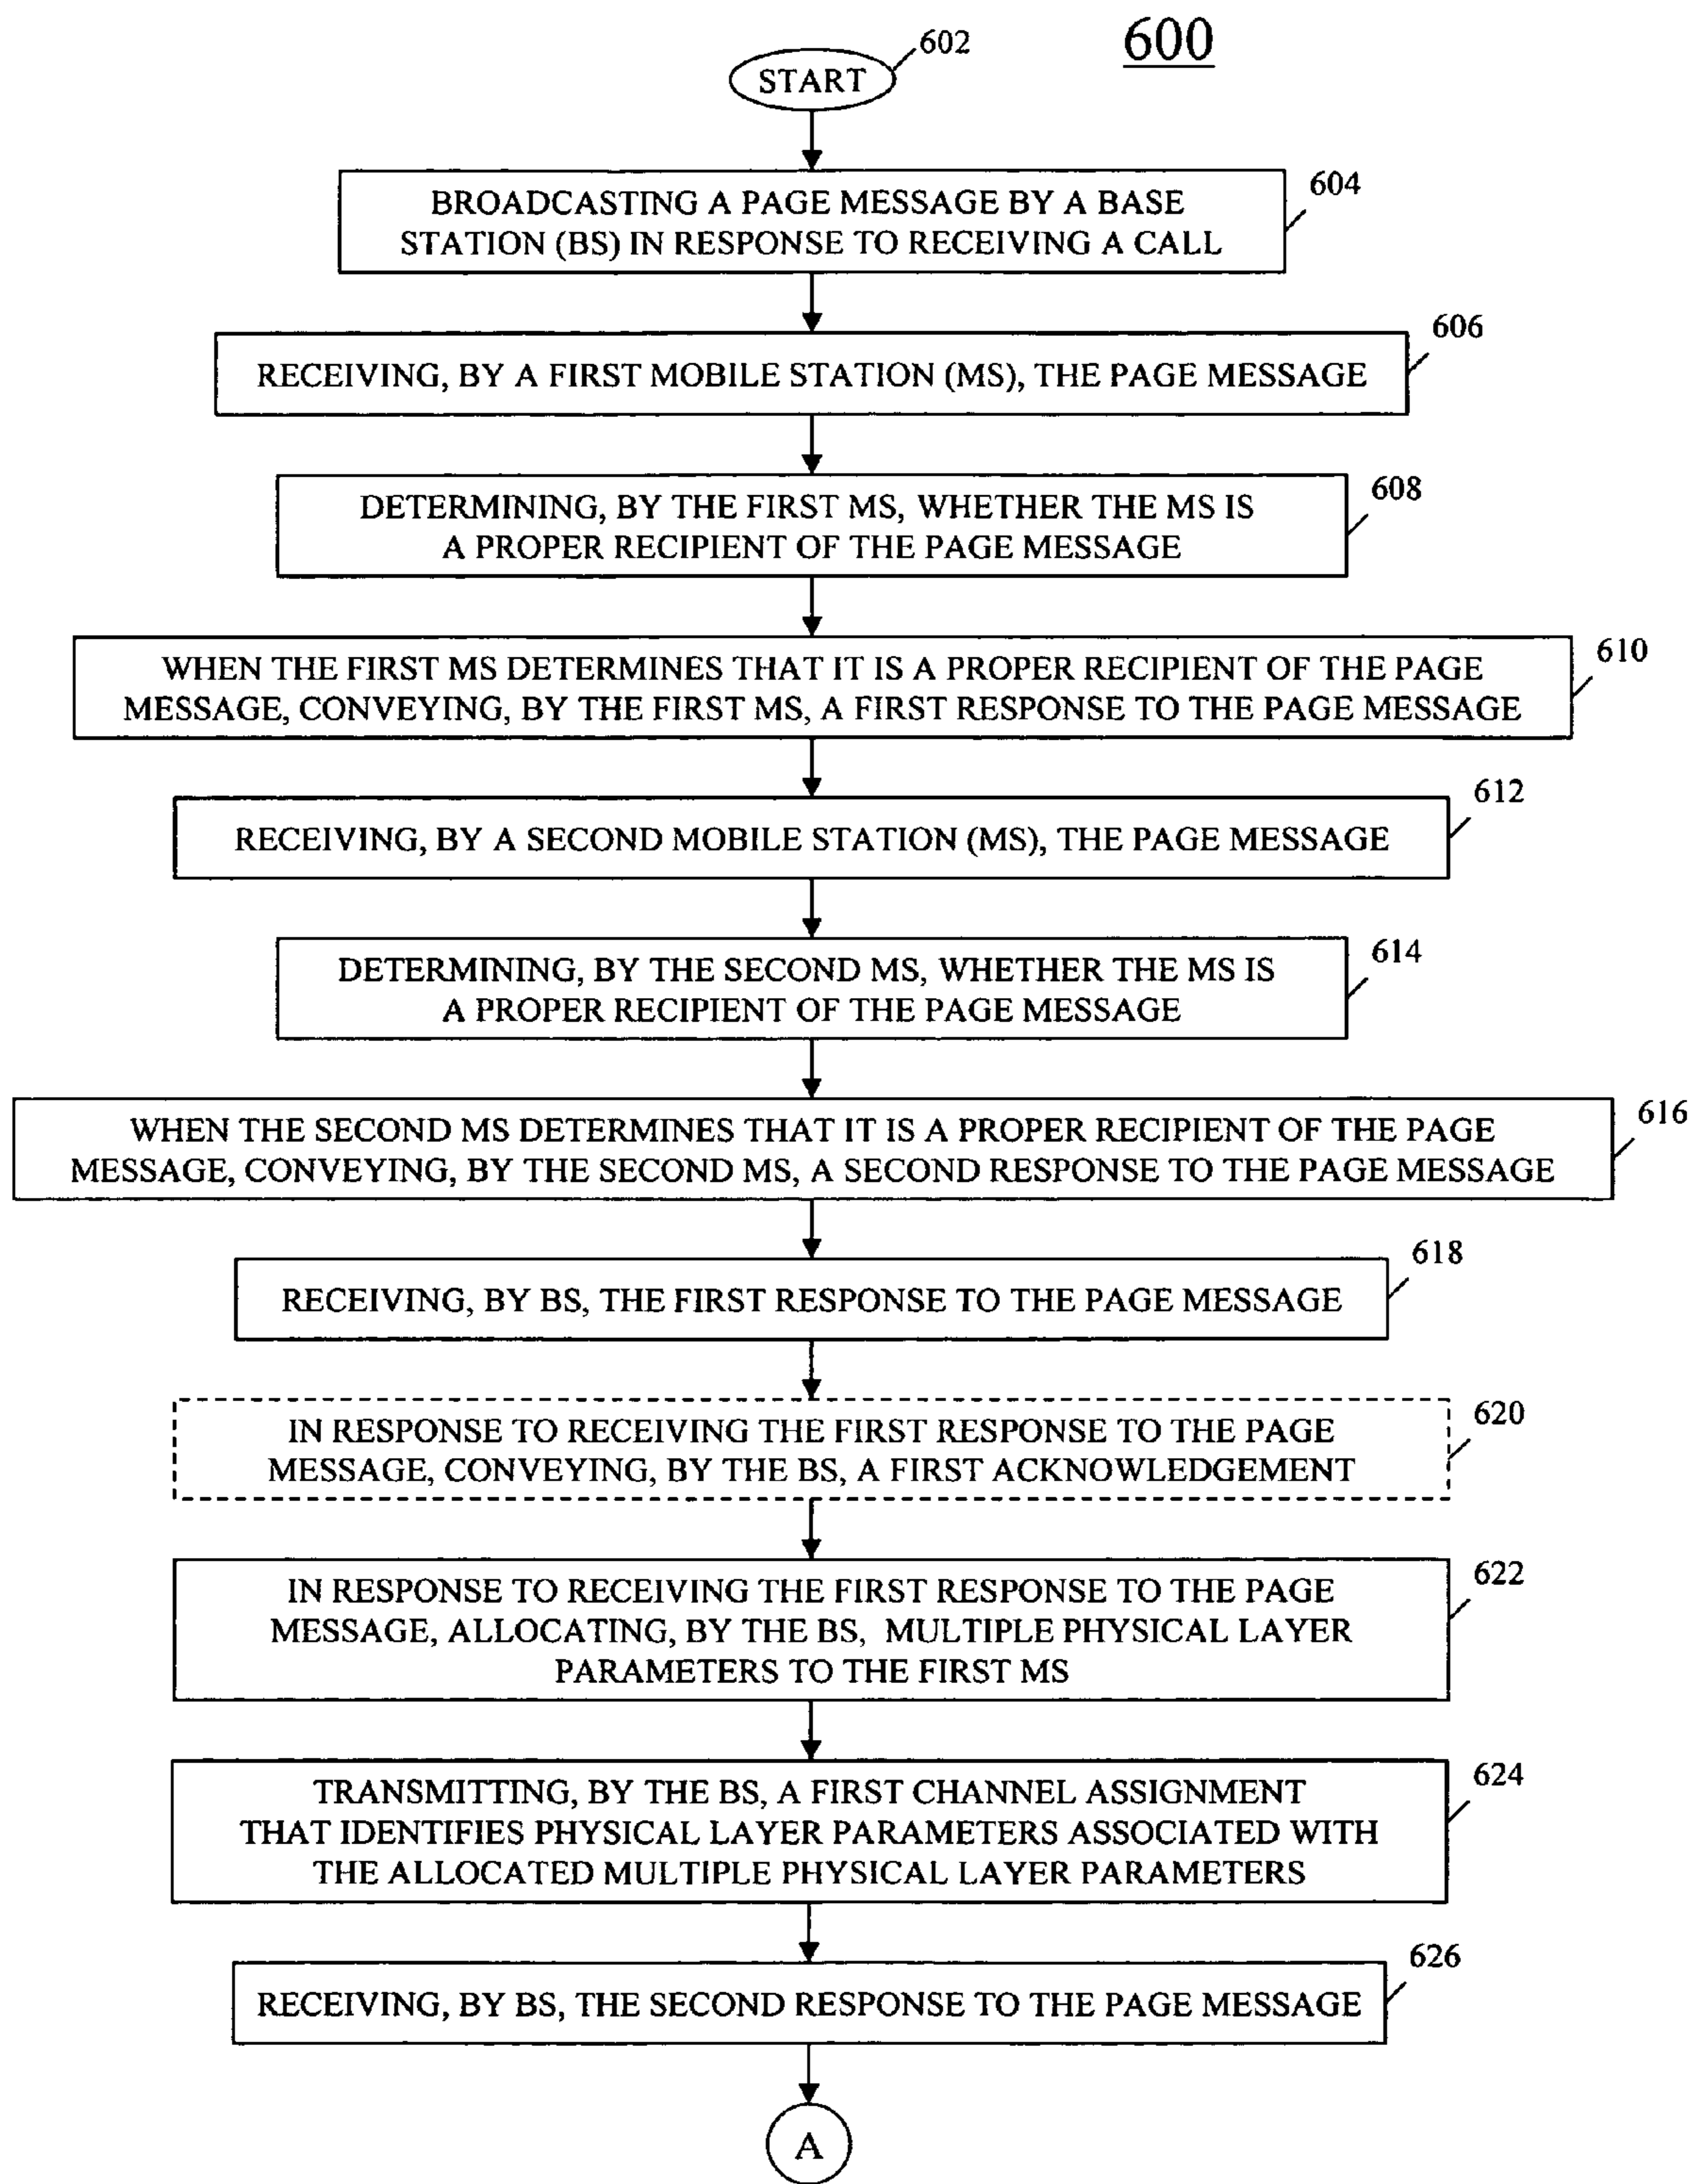 600
602
START
604
BROADCASTING A PAGE MESSAGE BY A BASE
STATION (BS) IN RESPONSE TO RECEIVING A CALL
606
RECEIVING, BY A FIRST MOBILE STATION (MS), THE PAGE MESSAGE
608
DETERMINING, BY THE FIRST MS, WHETHER THE MS IS
A PROPER RECIPIENT OF THE PAGE MESSAGE
610
WHEN THE FIRST MS DETERMINES THAT IT IS A PROPER RECIPIENT OF THE PAGE
MESSAGE, CONVEYING, BY THE FIRST MS, A FIRST RESPONSE TO THE PAGE MESSAGE
612
RECEIVING, BY A SECOND MOBILE STATION (MS), THE PAGE MESSAGE
614
DETERMINING, BY THE SECOND MS, WHETHER THE MS IS
A PROPER RECIPIENT OF THE PAGE MESSAGE
616
WHEN THE SECOND MS DETERMINES THAT IT IS A PROPER RECIPIENT OF THE PAGE
MESSAGE, CONVEYING, BY THE SECOND MS, A SECOND RESPONSE TO THE PAGE MESSAGE
618
RECEIVING, BY BS, THE FIRST RESPONSE TO THE PAGE MESSAGE
620
IN RESPONSE TO RECEIVING THE FIRST RESPONSE TO THE PAGE
MESSAGE, CONVEYING, BY THE BS, A FIRST ACKNOWLEDGEMENT
622
IN RESPONSE TO RECEIVING THE FIRST RESPONSE TO THE PAGE
MESSAGE, ALLOCATING, BY THE BS, MULTIPLE PHYSICAL LAYER
PARAMETERS TO THE FIRST MS
624
TRANSMITTING, BY THE BS, A FIRST CHANNEL ASSIGNMENT
THAT IDENTIFIES PHYSICAL LAYER PARAMETERS ASSOCIATED WITH
THE ALLOCATED MULTIPLE PHYSICAL LAYER PARAMETERS
626
RECEIVING, BY BS, THE SECOND RESPONSE TO THE PAGE MESSAGE
A